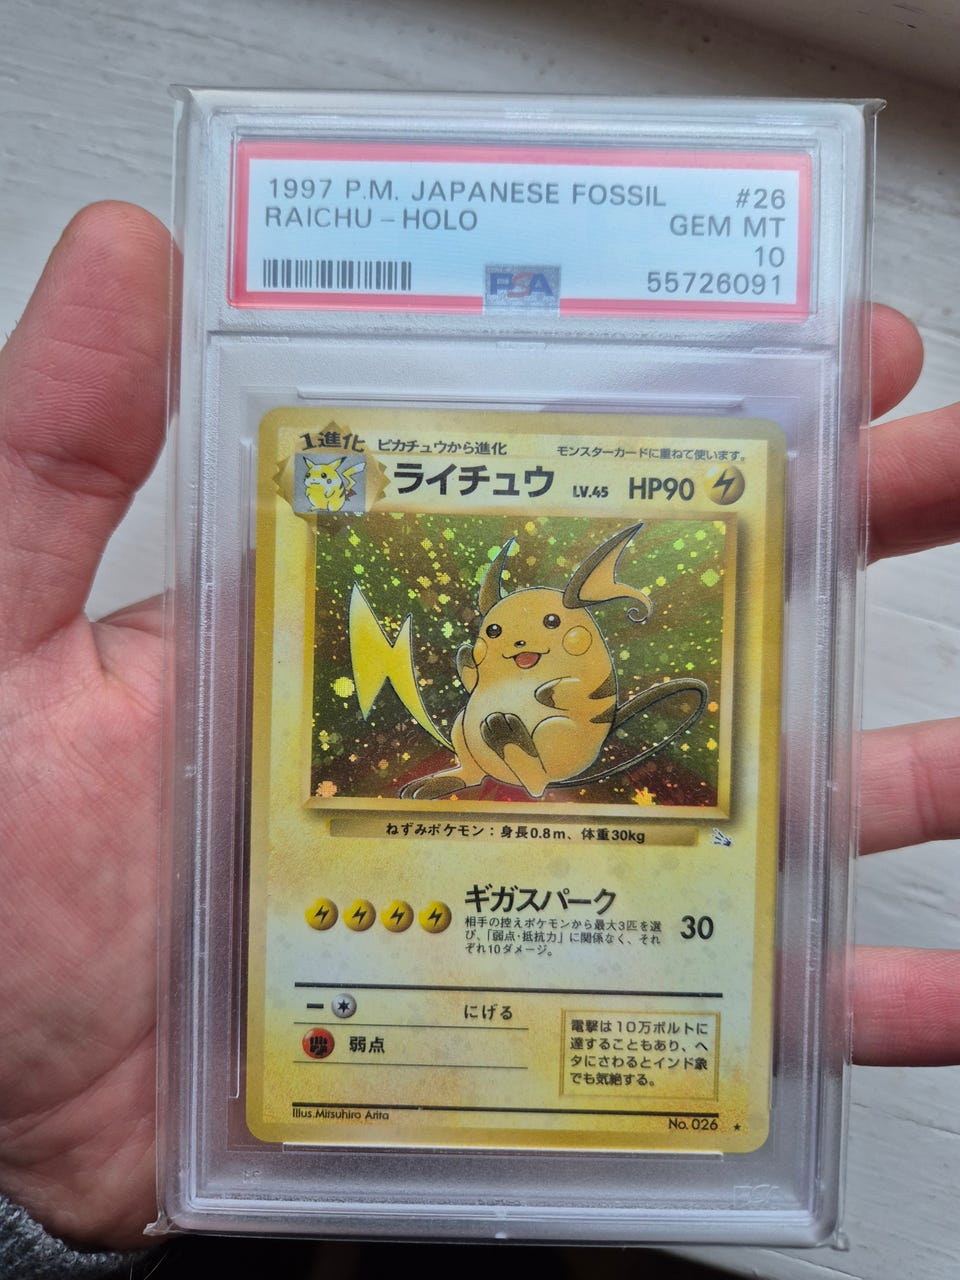 1997 P.M. JAPANESE FOSSIL #26
RAICHU - HOLO GEM MT
10
PSA 55726091
1進化 ピカチュウから進化 モンスターカードに重ねて使います。
ライチュウ LV.45 HP90
ねずみポケモン：身長0.8m、体重30kg
ギガスパーク 30
相手の控えポケモンから最大3匹を選
び、「弱点・抵抗力」に関係なく、それ
ぞれ10ダメージ。
にげる
弱点
電撃は10万ボルトに
達することもあり、ヘ
タにさわるとインド象
でも気絶する。
Illus.Mitsuhiro Arita
No. 026 ★